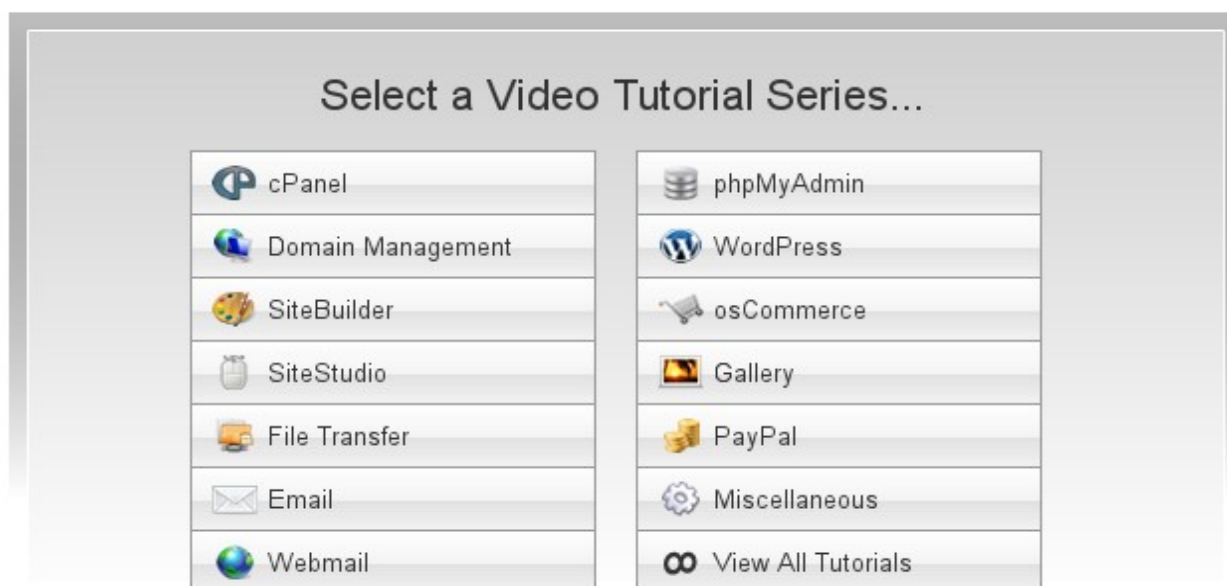 Select a Video Tutorial Series...
cPanel
Domain Management
SiteBuilder
SiteStudio
File Transfer
Email
Webmail
phpMyAdmin
WordPress
osCommerce
Gallery
PayPal
Miscellaneous
View All Tutorials